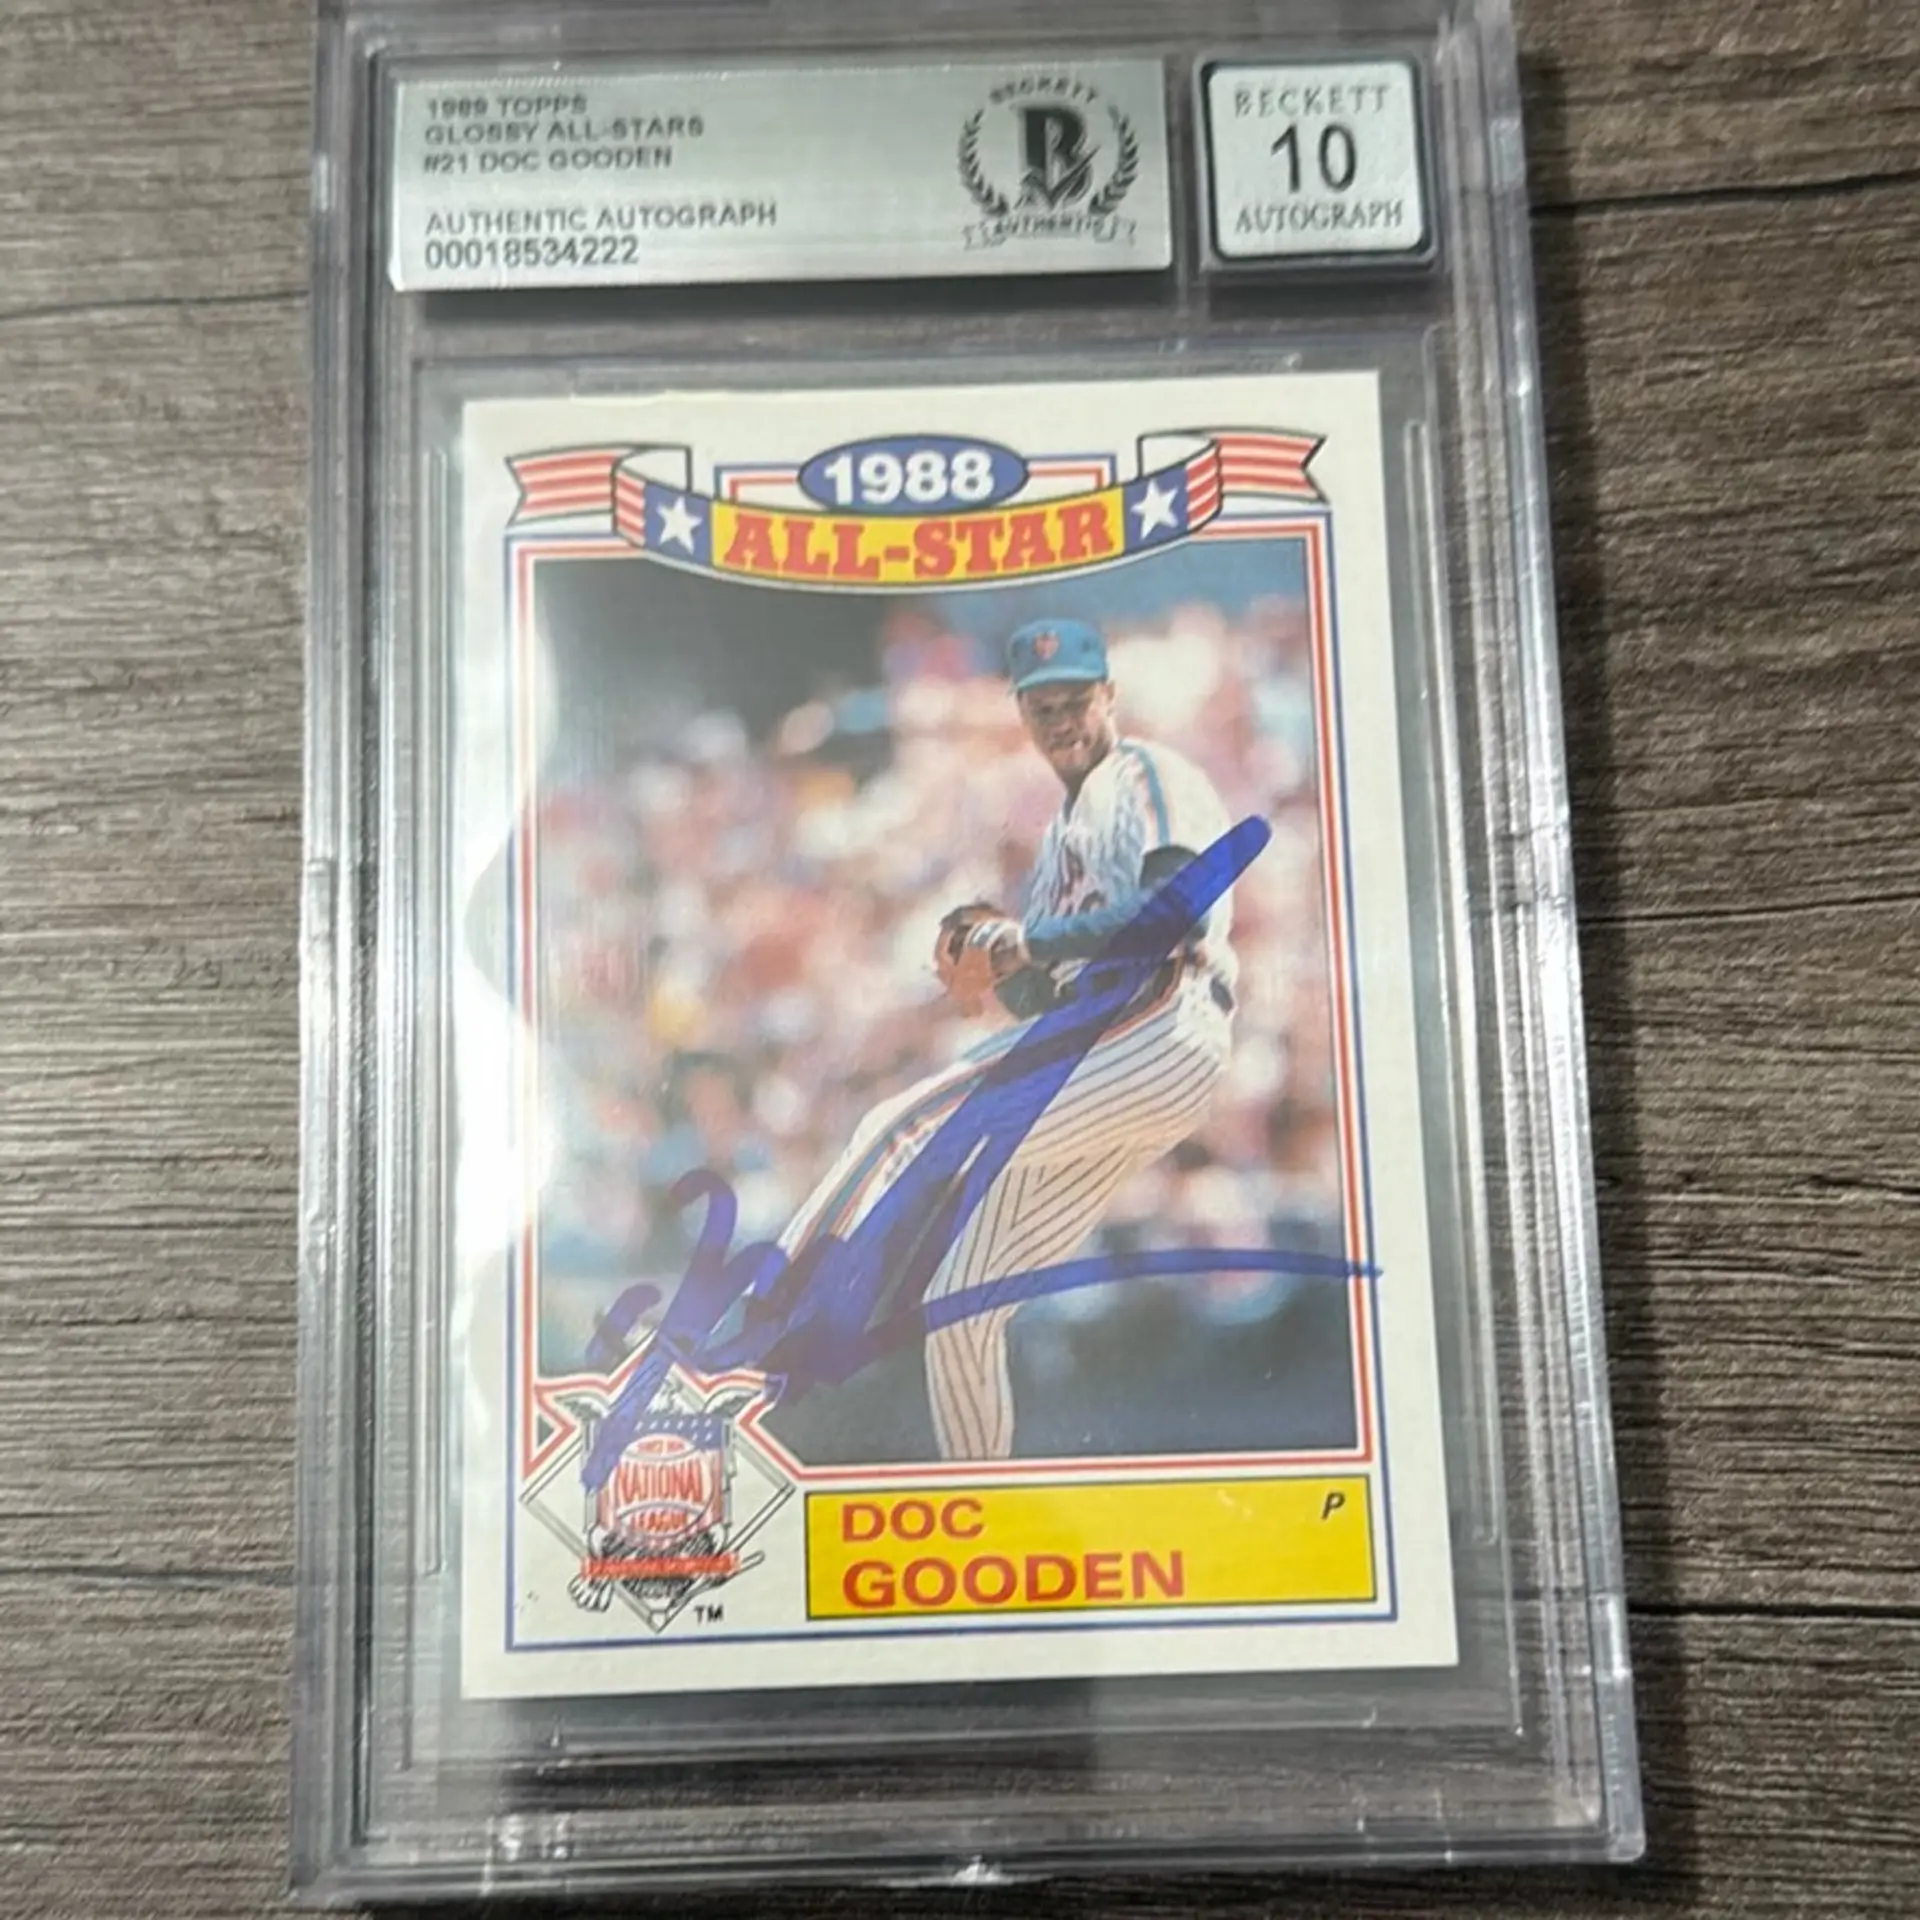 1989 TOPPS
GLOSSY ALL-STARS
#21 DOC GOODEN
AUTHENTIC AUTOGRAPH
00018534222
BECKETT
B
AUTHENTIC
BECKETT
10
AUTOGRAPH
1988
ALL-STAR
NATIONAL
LEAGUE
TM
DOC
GOODEN
P